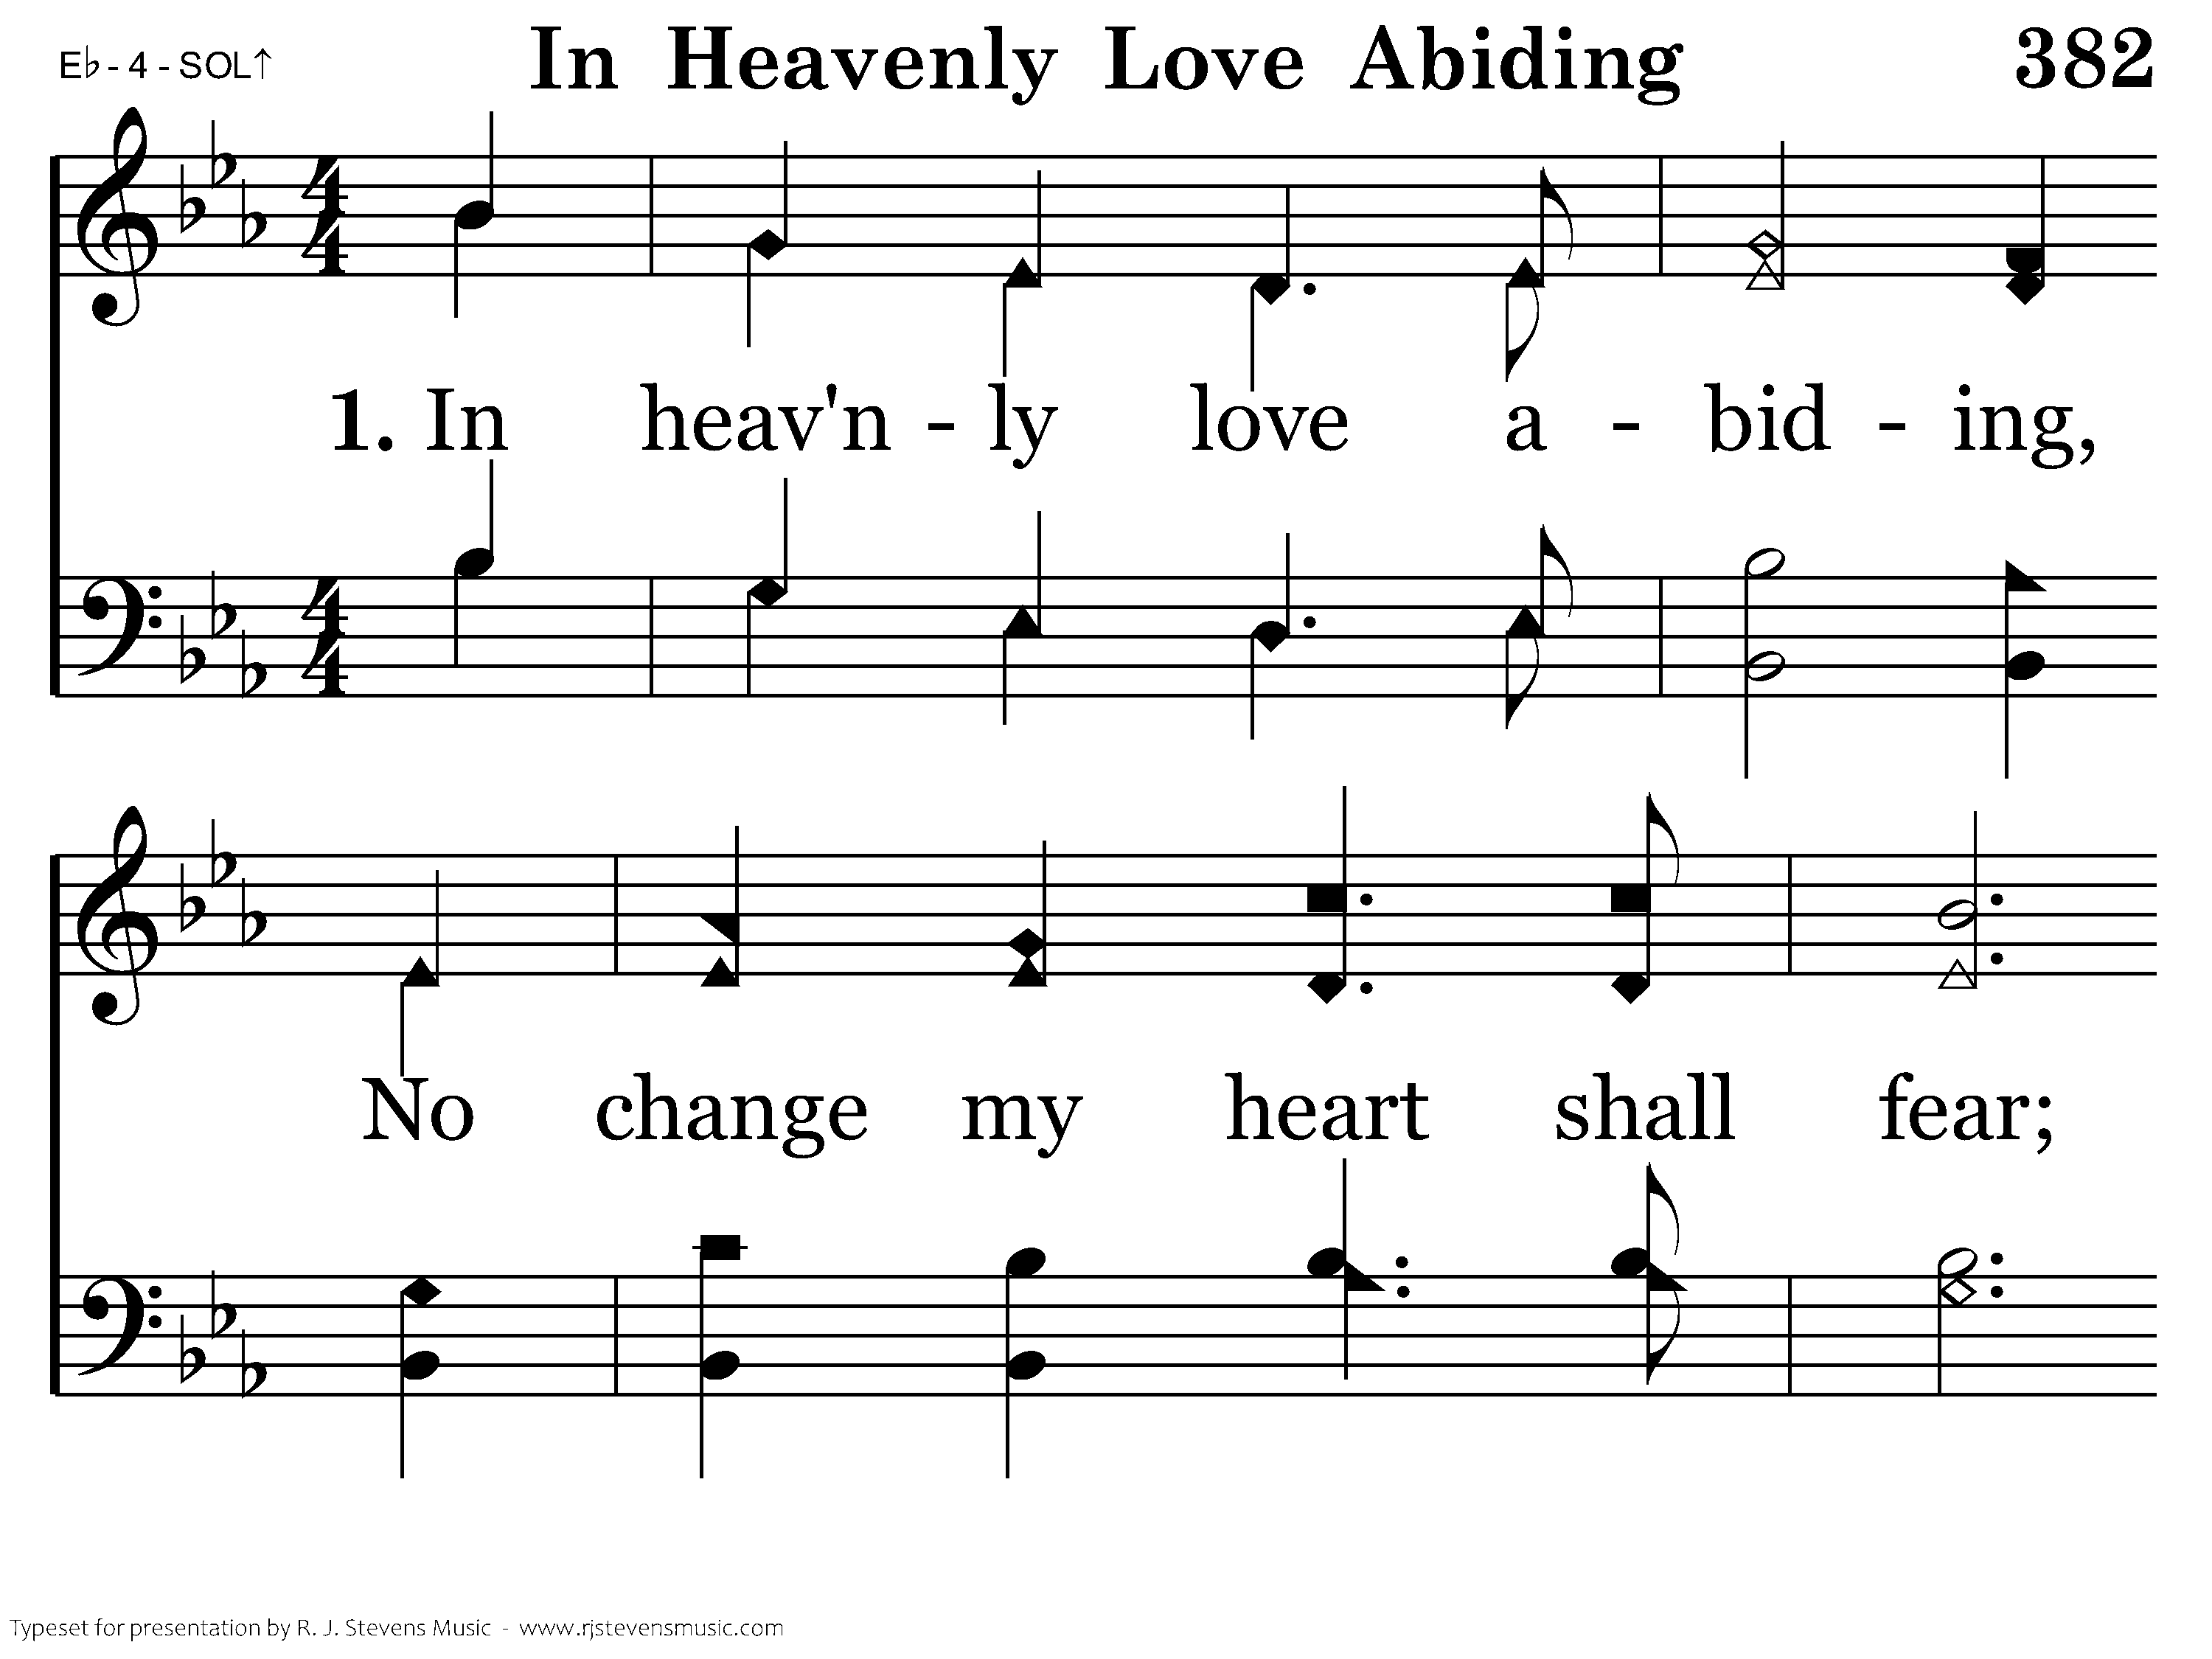 E♭ - 4 - SOL↑ In Heavenly Love Abiding 382
1. In heav'n - ly love a - bid - ing,
No change my heart shall fear;
Typeset for presentation by R. J. Stevens Music - www.rjstevensmusic.com